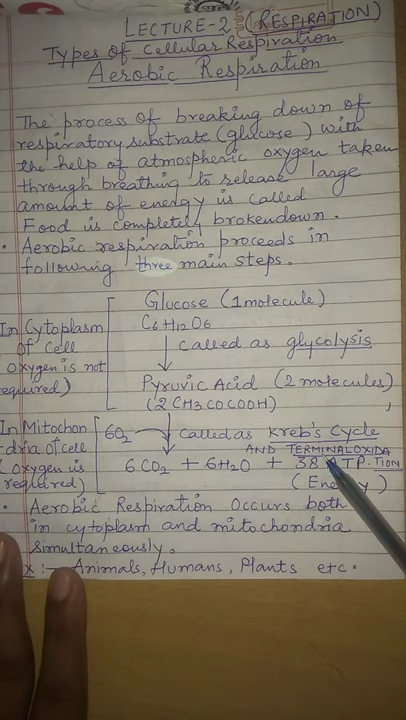 LECTURE-2 (RESPIRATION)
Types of Cellular Respiration
Aerobic Respiration
The process of breaking down of
respiratory substrate (glucose) with
the help of atmospheric oxygen taken
through breathing to release large
amount of energy is called
Food is completely brokendown.
• Aerobic respiration proceeds in
following three main steps.
Glucose (1 molecule)
In Cytoplasm C6H12O6
of Cell called as glycolysis
oxygen is not
required) Pyruvic Acid (2 molecules)
(2 CH3COCOOH)
In Mitochon 6O2 called as Kreb's Cycle
dria of cell AND TERMINALOXIDA
(oxygen is 6CO2 + 6H2O + 38 ATP-TION
required) (Energy)
• Aerobic Respiration Occurs both
in cytoplasm and mitochondria
simultaneously.
x:- Animals, Humans, Plants etc.